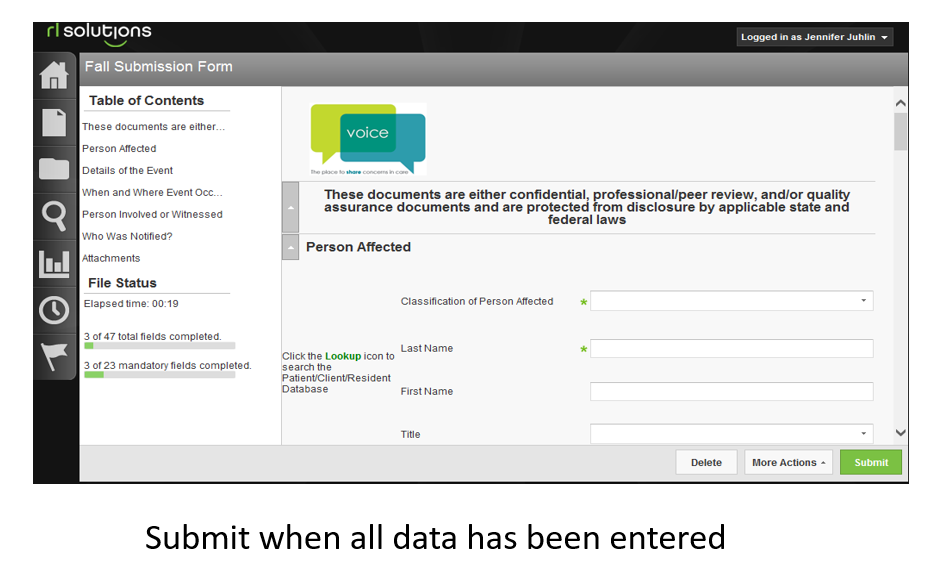 rl solutions
Logged in as Jennifer Juhlin
Fall Submission Form
Table of Contents
These documents are either...
Person Affected
Details of the Event
When and Where Event Occ...
Person Involved or Witnessed
Who Was Notified?
Attachments
File Status
Elapsed time: 00:19
3 of 47 total fields completed.
3 of 23 mandatory fields completed.
voice
The place to share concerns in care
These documents are either confidential, professional/peer review, and/or quality
assurance documents and are protected from disclosure by applicable state and
federal laws
Person Affected
Classification of Person Affected *
Click the Lookup icon to
search the
Patient/Client/Resident
Database
Last Name *
First Name
Title
Delete
More Actions
Submit
Submit when all data has been entered